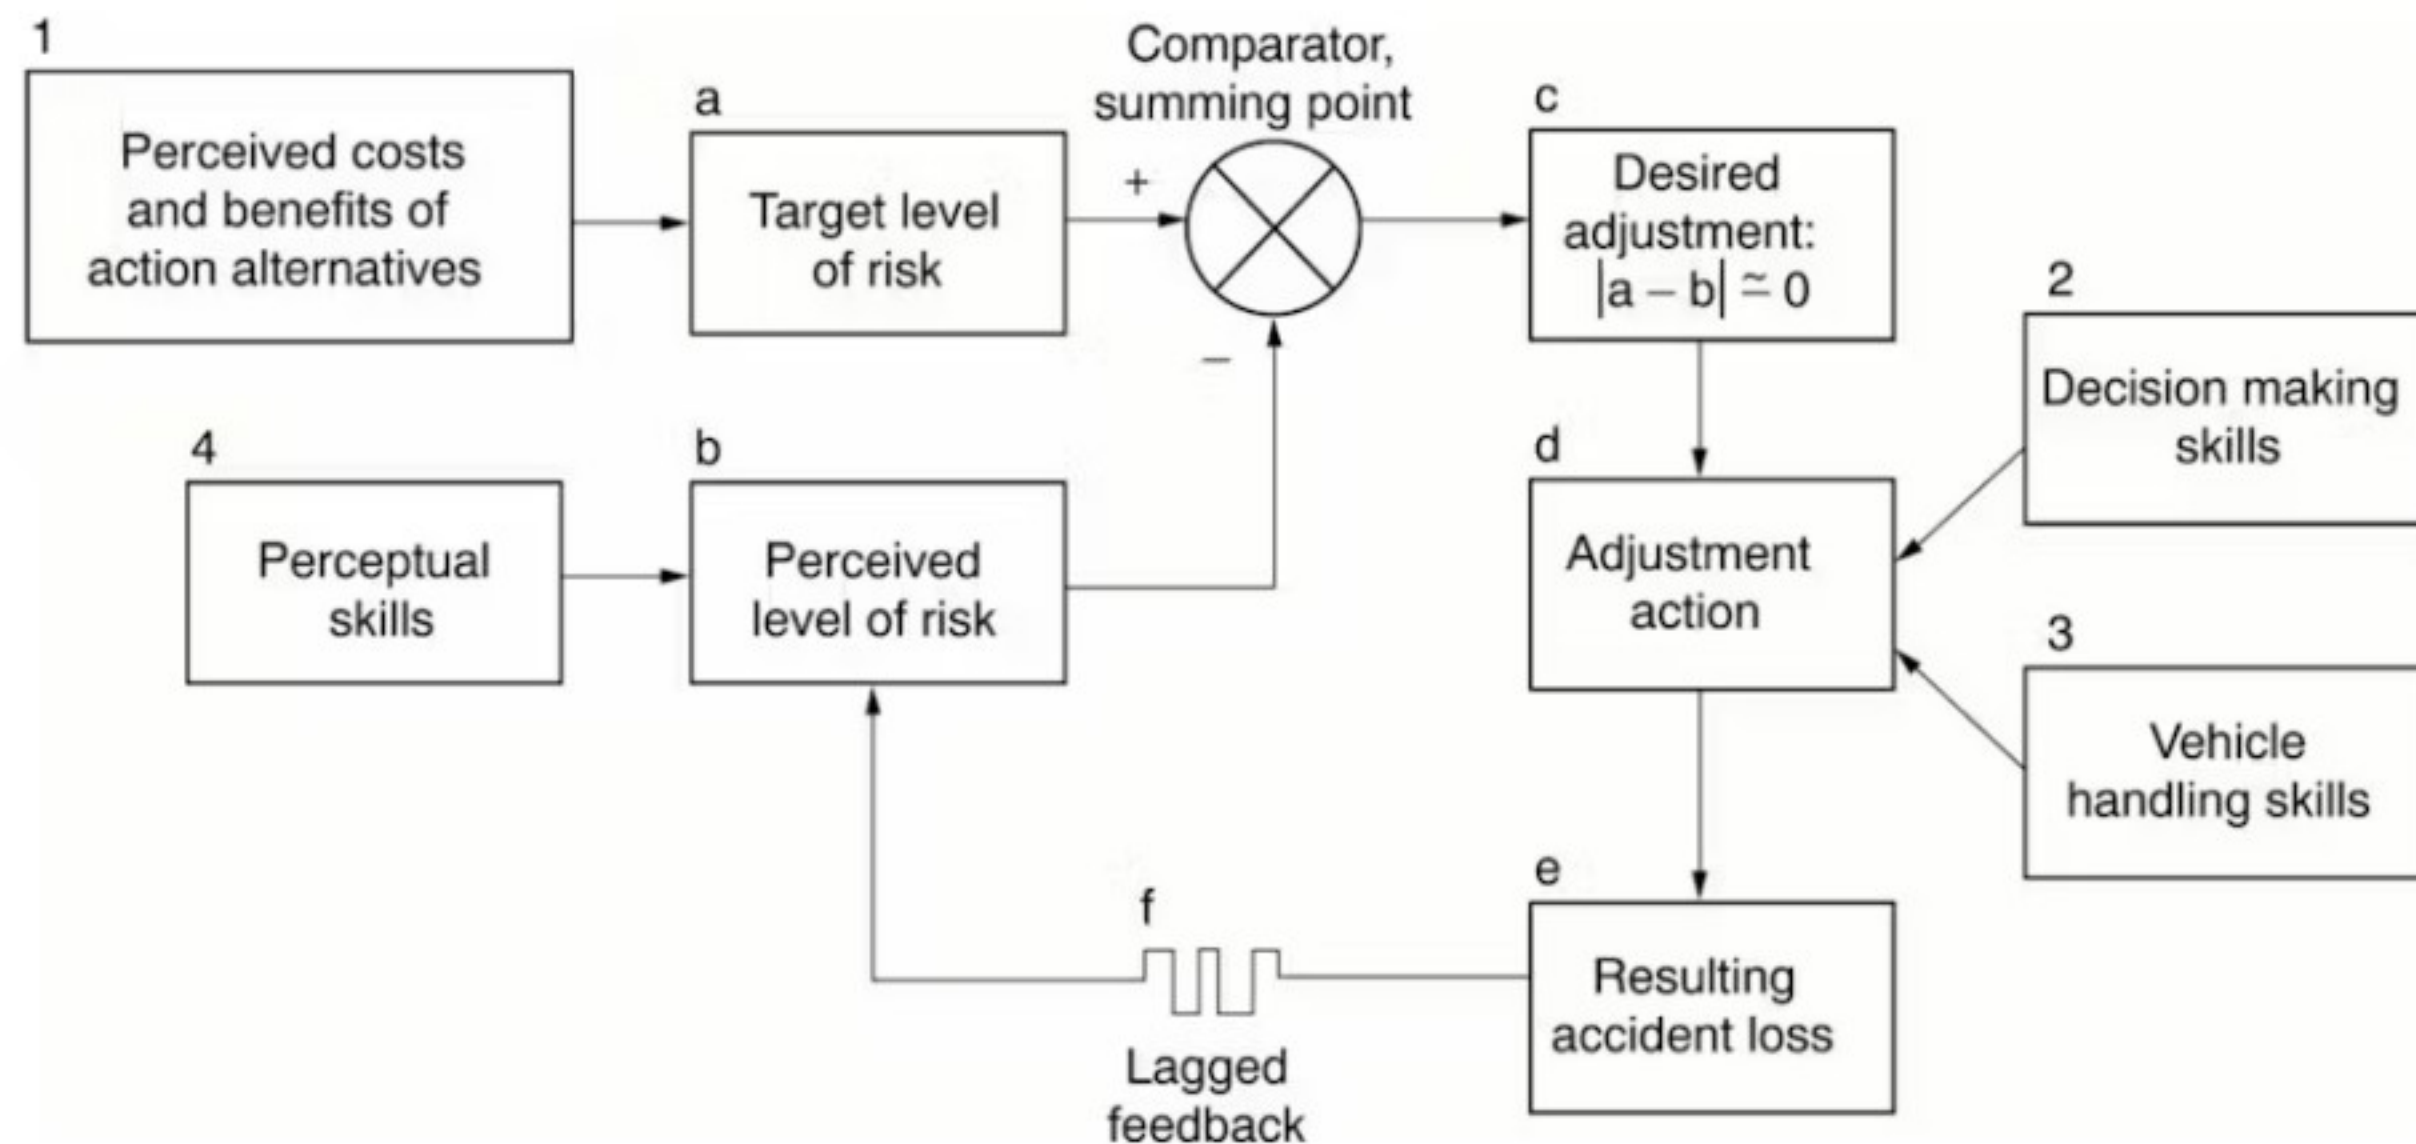 1
Perceived costs
and benefits of
action alternatives
a
Target level
of risk
Comparator,
summing point
+
−
c
Desired
adjustment:
|a − b| ≃ 0
2
Decision making
skills
4
Perceptual
skills
b
Perceived
level of risk
d
Adjustment
action
3
Vehicle
handling skills
e
Resulting
accident loss
f
Lagged
feedback